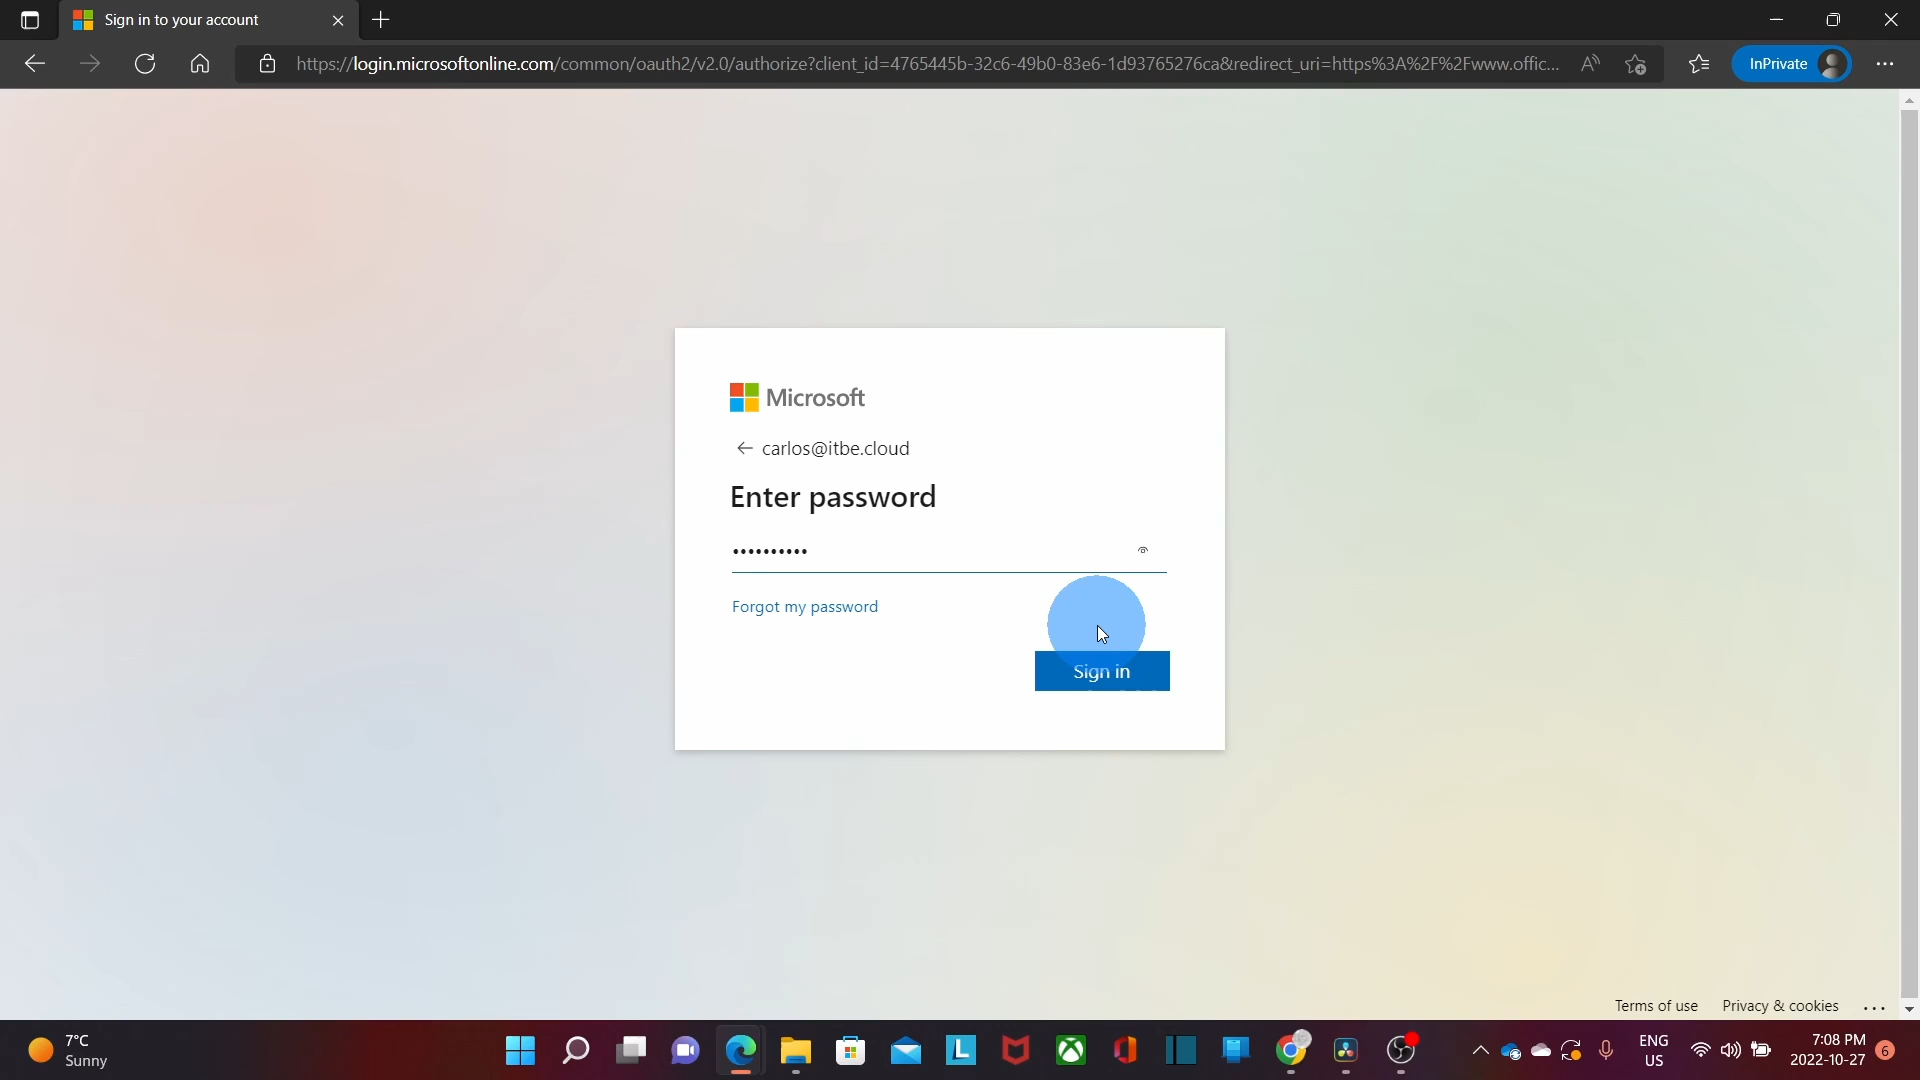 Sign in to your account
https://login.microsoftonline.com/common/oauth2/v2.0/authorize?client_id=4765445b-32c6-49b0-83e6-1d93765276ca&redirect_uri=https%3A%2F%2Fwww.offic...
InPrivate
Microsoft
carlos@itbe.cloud
Enter password
••••••••••
Forgot my password
Sign in
Terms of use Privacy & cookies ...
7°C
Sunny
L
ENG
US
7:08 PM
2022-10-27
6